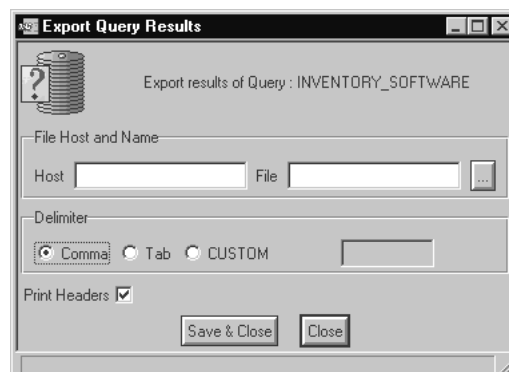 Export Query Results
Export results of Query : INVENTORY_SOFTWARE
File Host and Name
Host File ...
Delimiter
Comma Tab CUSTOM
Print Headers
Save & Close Close